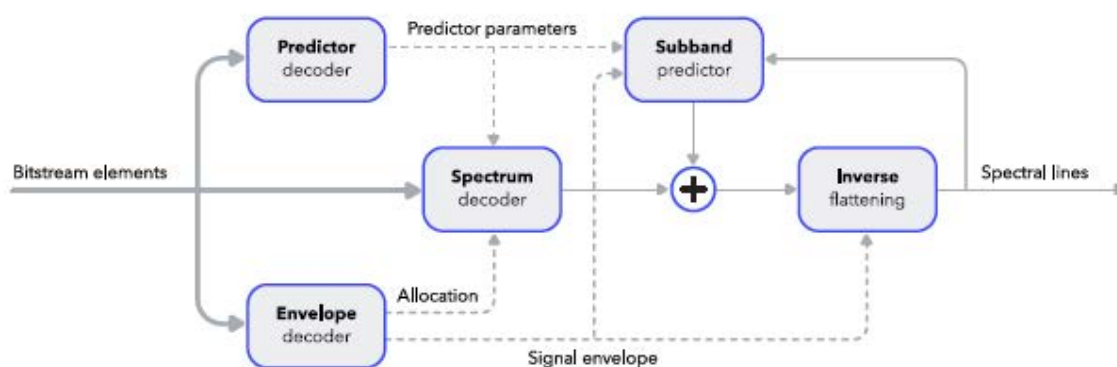 Predictor parameters
Predictor
decoder
Subband
predictor
Bitstream elements
Spectrum
decoder
+
Inverse
flattening
Spectral lines
Allocation
Envelope
decoder
Signal envelope